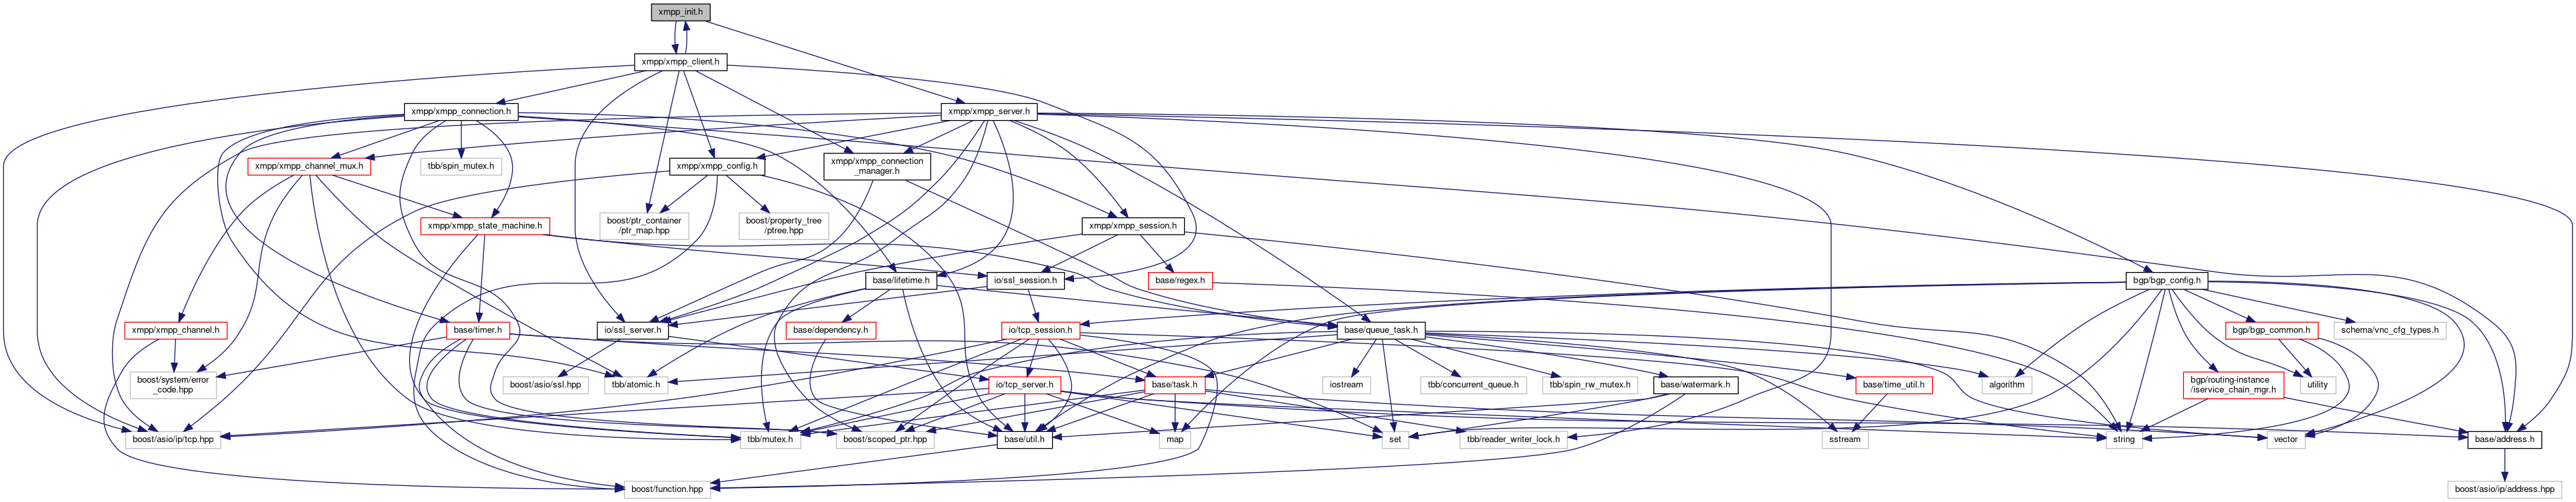 xmpp_init.h
xmpp/xmpp_client.h
xmpp/xmpp_connection.h
xmpp/xmpp_server.h
xmpp/xmpp_channel_mux.h
tbb/spin_mutex.h
xmpp/xmpp_config.h
xmpp/xmpp_connection
_manager.h
xmpp/xmpp_state_machine.h
boost/ptr_container
/ptr_map.hpp
boost/property_tree
/ptree.hpp
xmpp/xmpp_session.h
base/lifetime.h
io/ssl_session.h
base/regex.h
bgp/bgp_config.h
xmpp/xmpp_channel.h
base/timer.h
io/ssl_server.h
base/dependency.h
io/tcp_session.h
base/queue_task.h
bgp/bgp_common.h
schema/vnc_cfg_types.h
boost/system/error
_code.hpp
boost/asio/ssl.hpp
tbb/atomic.h
io/tcp_server.h
base/task.h
iostream
tbb/concurrent_queue.h
tbb/spin_rw_mutex.h
base/watermark.h
base/time_util.h
algorithm
bgp/routing-instance
/service_chain_mgr.h
utility
boost/asio/ip/tcp.hpp
tbb/mutex.h
boost/scoped_ptr.hpp
base/util.h
map
set
tbb/reader_writer_lock.h
sstream
string
vector
base/address.h
boost/function.hpp
boost/asio/ip/address.hpp